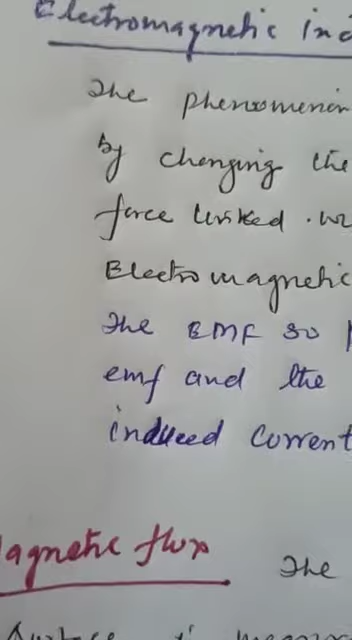 Electromagnetic Ind
The phenomenon
by changing the
force linked . w
Electromagnetic
The EMF so p
emf and the
induced current
Magnetic flux
The
Surface